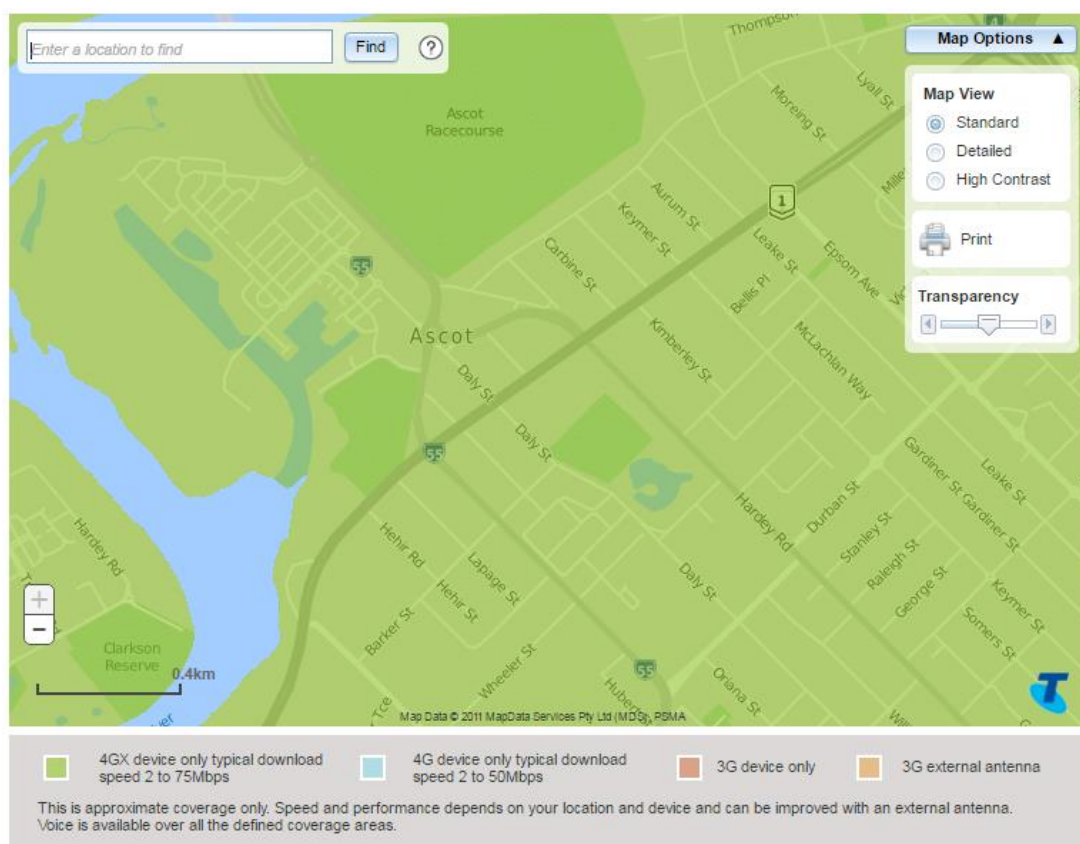 Enter a location to find
Find
?
Map Options ▲
Map View
Standard
Detailed
High Contrast
Print
Transparency
Lyall St
Moreing St
Ascot
Racecourse
1
Aurum St
Keymer St
Leake St
Epsom Ave
Carbine St
Bellis Pl
55
Ascot
Kimberley St
McLachlan Way
Daly St
Daly St
55
Gardiner St
Gardiner St
Leake St
Hardey Rd
Hardey Rd
Durban St
Stanley St
Raleigh St
George St
Keymer St
Somers St
Hehir Rd
Lapage St
Hehir St
Daly St
Barker St
Wheeler St
55
Oriana St
+
−
Clarkson
Reserve
0.4km
Tce
T
Map Data © 2011 MapData Services Pty Ltd (MDS), PSMA
4GX device only typical download
speed 2 to 75Mbps
4G device only typical download
speed 2 to 50Mbps
3G device only
3G external antenna
This is approximate coverage only. Speed and performance depends on your location and device and can be improved with an external antenna.
Voice is available over all the defined coverage areas.